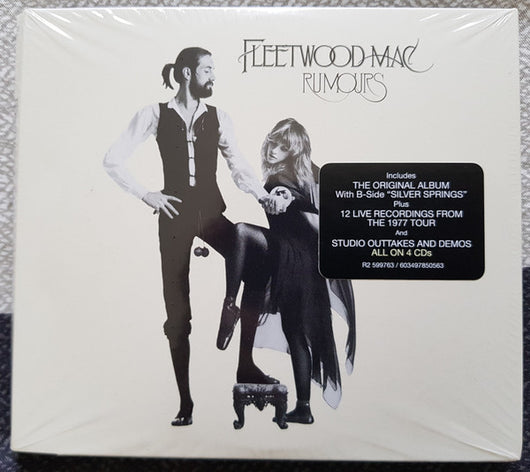 FLEETWOOD MAC
RUMOURS
Includes
THE ORIGINAL ALBUM
With B-Side "SILVER SPRINGS"
Plus
12 LIVE RECORDINGS FROM
THE 1977 TOUR
And
STUDIO OUTTAKES AND DEMOS
ALL ON 4 CDs
R2 599763 / 603497850563